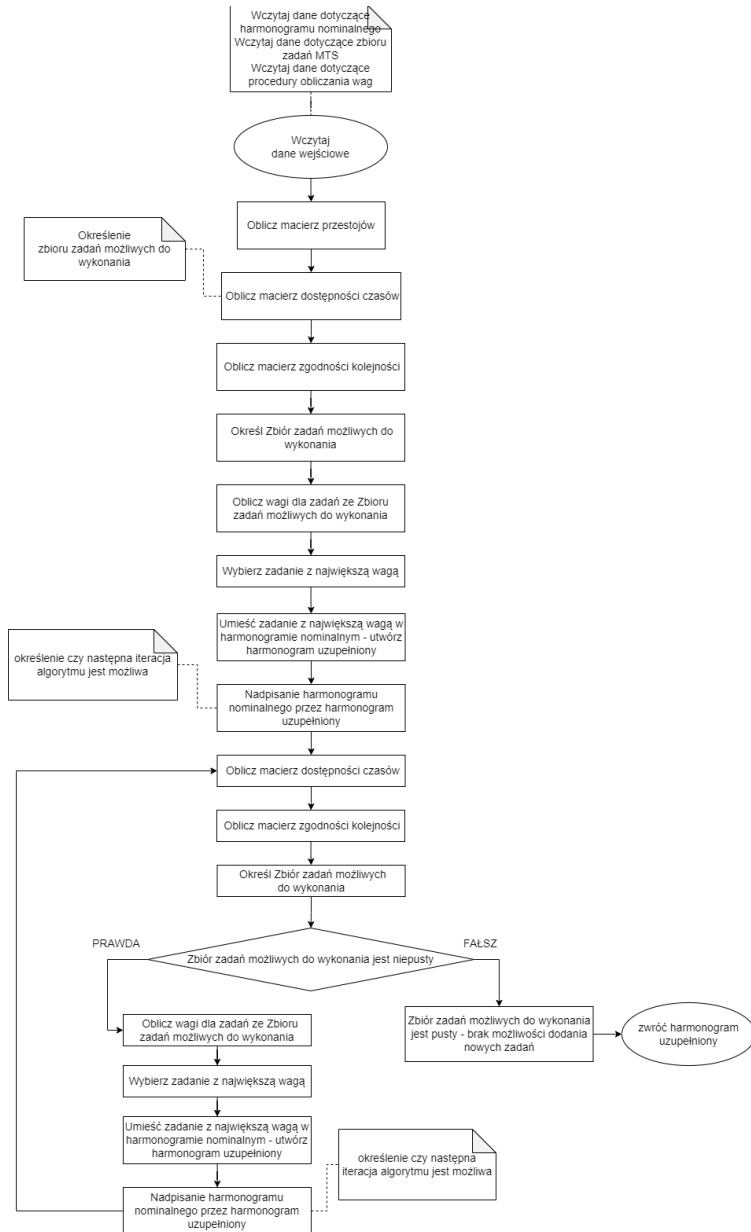 Wczytaj dane dotyczące
harmonogramu nominalnego
Wczytaj dane dotyczące zbioru
zadań MTS
Wczytaj dane dotyczące
procedury obliczania wag
Wczytaj
dane wejściowe
Oblicz macierz przestojów
Określenie
zbioru zadań możliwych do
wykonania
Oblicz macierz dostępności czasów
Oblicz macierz zgodności kolejności
Określ Zbiór zadań możliwych do
wykonania
Oblicz wagi dla zadań ze Zbioru
zadań możliwych do wykonania
Wybierz zadanie z największą wagą
Umieść zadanie z największą wagą w
harmonogramie nominalnym - utwórz
harmonogram uzupełniony
określenie czy następna iteracja
algorytmu jest możliwa
Nadpisanie harmonogramu
nominalnego przez harmonogram
uzupełniony
Oblicz macierz dostępności czasów
Oblicz macierz zgodności kolejności
Określ Zbiór zadań możliwych
do wykonania
PRAWDA
FAŁSZ
Zbiór zadań możliwych do wykonania jest niepusty
Oblicz wagi dla zadań ze Zbioru
zadań możliwych do wykonania
Zbiór zadań możliwych do wykonania
jest pusty - brak możliwości dodania
nowych zadań
zwróć harmonogram
uzupełniony
Wybierz zadanie z największą wagą
Umieść zadanie z największą wagą w
harmonogramie nominalnym - utwórz
harmonogram uzupełniony
określenie czy następna
iteracja algorytmu jest możliwa
Nadpisanie harmonogramu
nominalnego przez harmonogram
uzupełniony